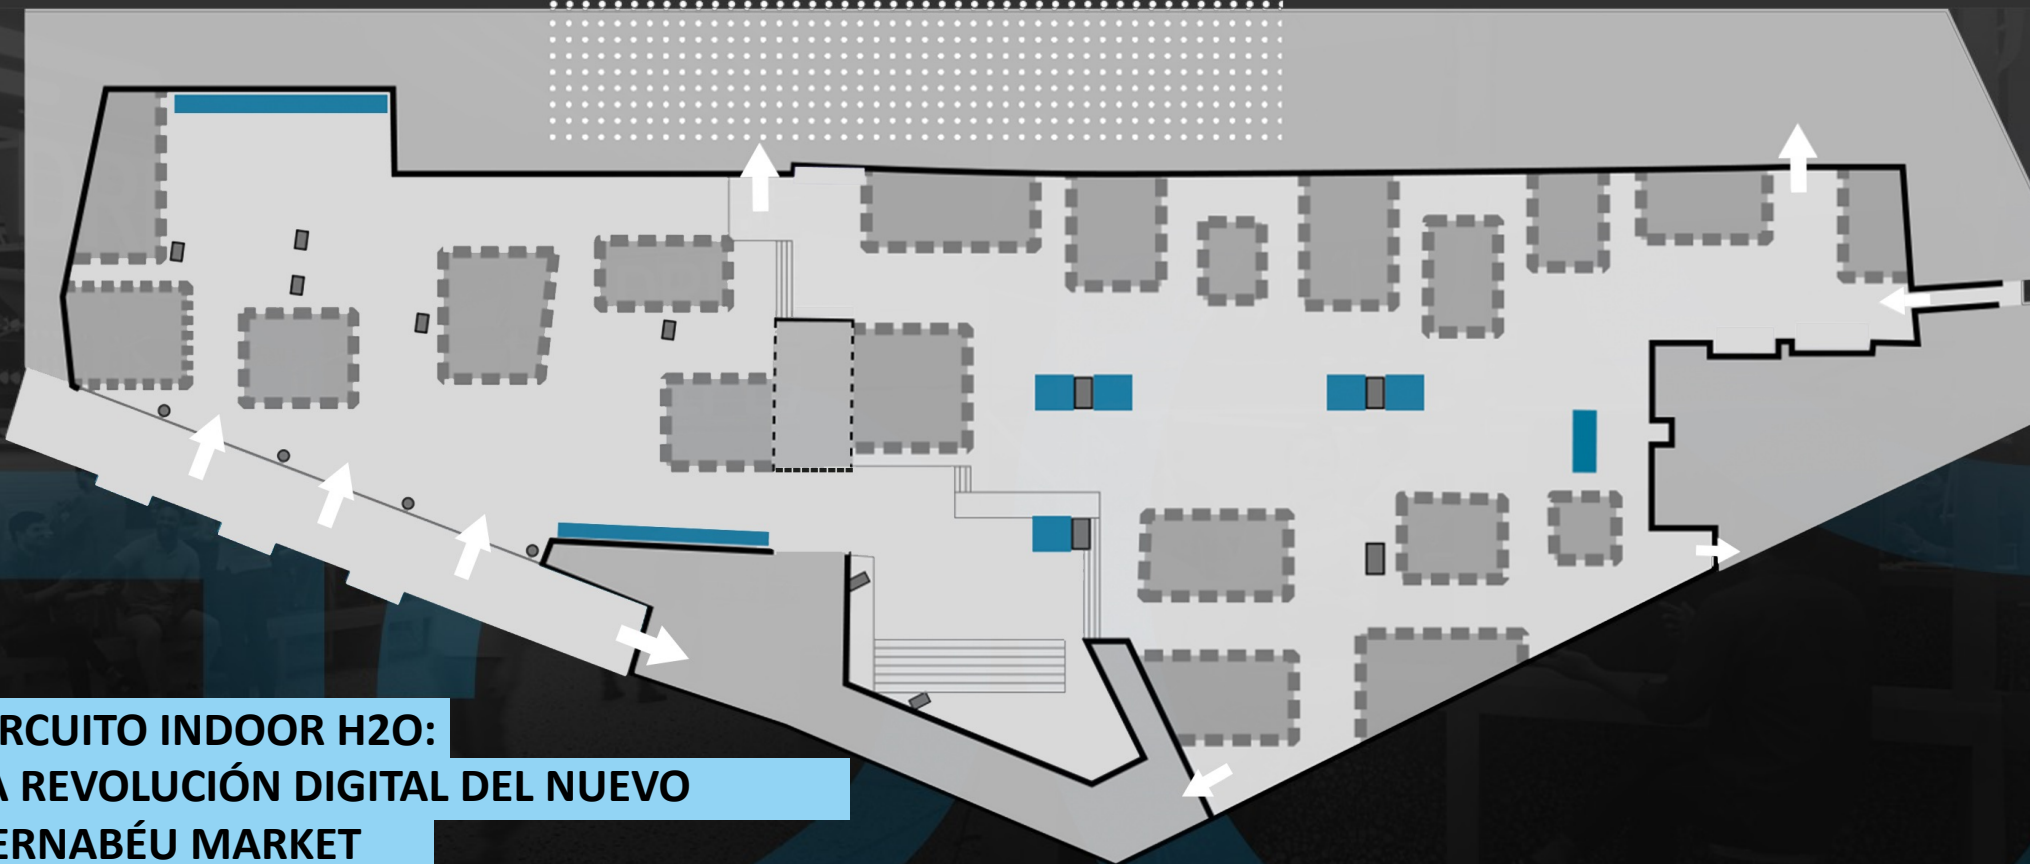 RCUITO INDOOR H2O:
A REVOLUCIÓN DIGITAL DEL NUEVO
ERNABÉU MARKET